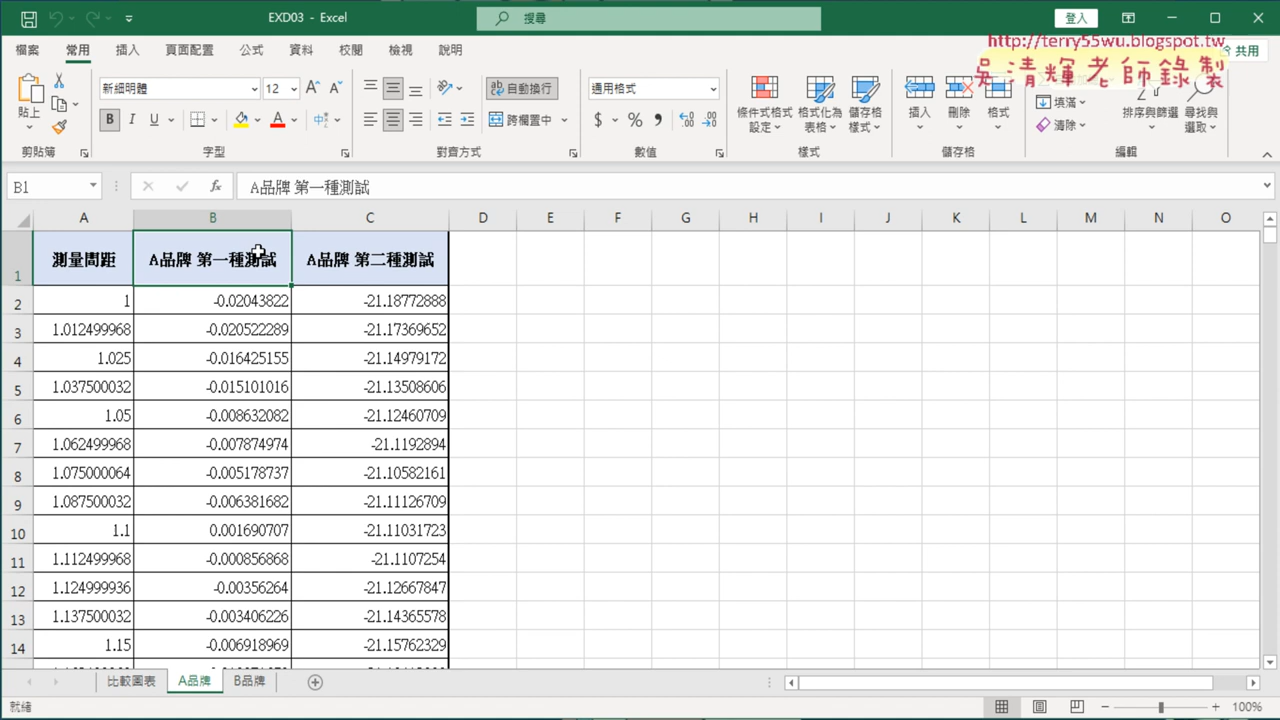 EXD03 - Excel
搜尋
登入
http://terry55wu.blogspot.tw
吳清輝老師錄製
檔案 常用 插入 頁面配置 公式 資料 校閱 檢視 說明 共用
貼上
新細明體 12
B I U A
自動換行
跨欄置中
通用格式
$ % 9
條件式格式設定 格式化為表格 儲存格樣式
插入 刪除 格式
填滿
清除
排序與篩選 尋找與選取
剪貼簿 字型 對齊方式 數值 樣式 儲存格 編輯
B1 fx A品牌 第一種測試
A B C D E F G H I J K L M N O
1 測量間距 A品牌 第一種測試 A品牌 第二種測試
2 1 -0.02043822 -21.18772888
3 1.012499968 -0.020522289 -21.17369652
4 1.025 -0.016425155 -21.14979172
5 1.037500032 -0.015101016 -21.13508606
6 1.05 -0.008632082 -21.12460709
7 1.062499968 -0.007874974 -21.1192894
8 1.075000064 -0.005178737 -21.10582161
9 1.087500032 -0.006381682 -21.11126709
10 1.1 0.001690707 -21.11031723
11 1.112499968 -0.000856868 -21.1107254
12 1.124999936 -0.00356264 -21.12667847
13 1.137500032 -0.003406226 -21.14365578
14 1.15 -0.006918969 -21.15762329
比較圖表 A品牌 B品牌
就緒 100%